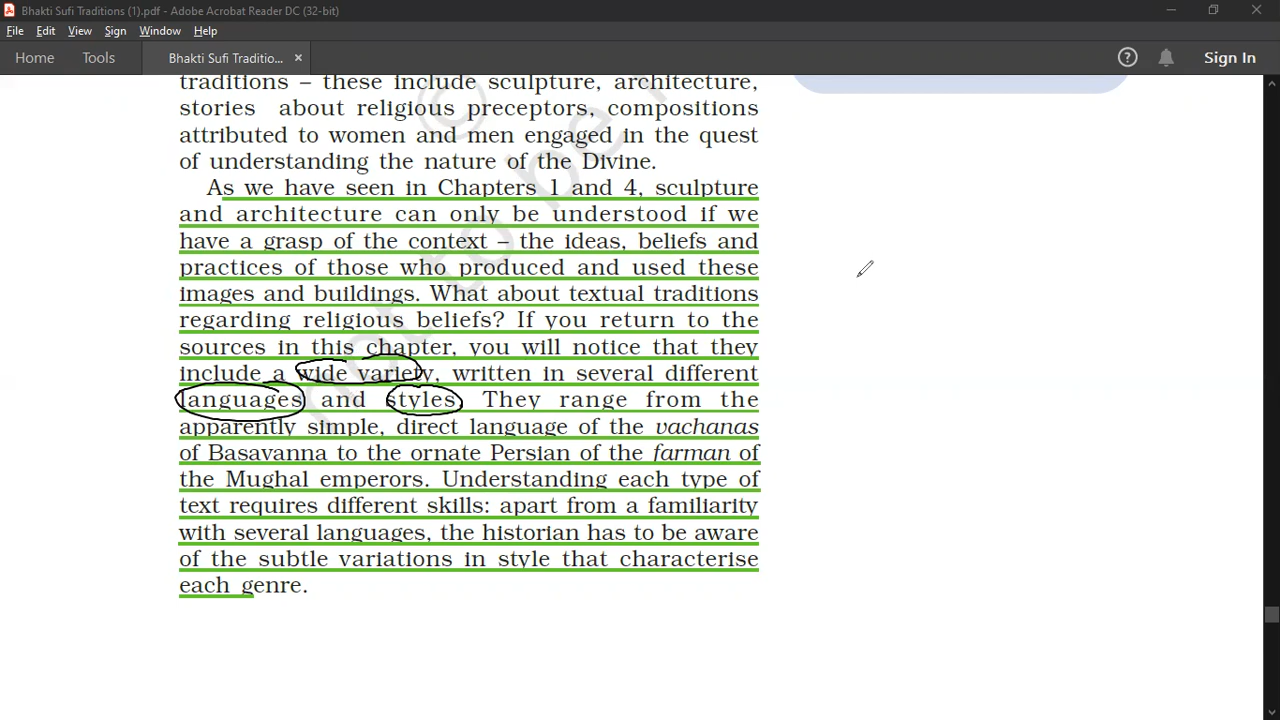 Bhakti Sufi Traditions (1).pdf - Adobe Acrobat Reader DC (32-bit)
File Edit View Sign Window Help
Home Tools Bhakti Sufi Traditio... × Sign In
traditions – these include sculpture, architecture,
stories about religious preceptors, compositions
attributed to women and men engaged in the quest
of understanding the nature of the Divine.
As we have seen in Chapters 1 and 4, sculpture
and architecture can only be understood if we
have a grasp of the context – the ideas, beliefs and
practices of those who produced and used these
images and buildings. What about textual traditions
regarding religious beliefs? If you return to the
sources in this chapter, you will notice that they
include a wide variety, written in several different
languages and styles. They range from the
apparently simple, direct language of the vachanas
of Basavanna to the ornate Persian of the farman of
the Mughal emperors. Understanding each type of
text requires different skills: apart from a familiarity
with several languages, the historian has to be aware
of the subtle variations in style that characterise
each genre.